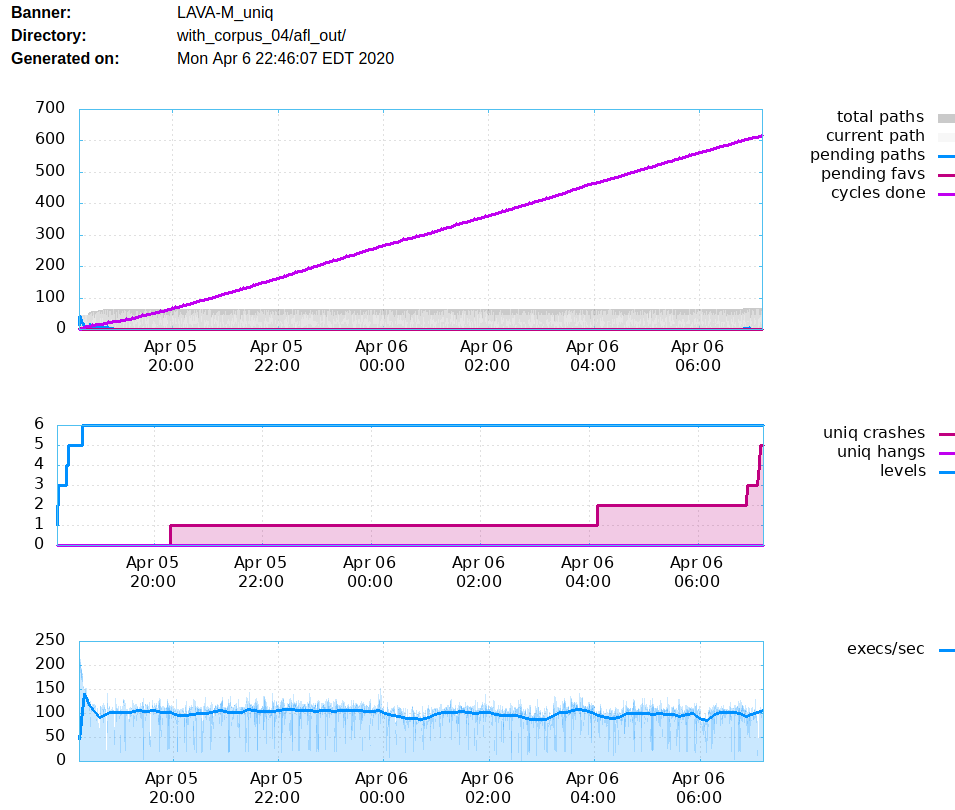 Banner: LAVA-M_uniq
Directory: with_corpus_04/afl_out/
Generated on: Mon Apr 6 22:46:07 EDT 2020
700
600
500
400
300
200
100
0
Apr 05 Apr 05 Apr 06 Apr 06 Apr 06 Apr 06
20:00 22:00 00:00 02:00 04:00 06:00
total paths
current path
pending paths
pending favs
cycles done
6
5
4
3
2
1
0
Apr 05 Apr 05 Apr 06 Apr 06 Apr 06 Apr 06
20:00 22:00 00:00 02:00 04:00 06:00
uniq crashes
uniq hangs
levels
250
200
150
100
50
0
Apr 05 Apr 05 Apr 06 Apr 06 Apr 06 Apr 06
20:00 22:00 00:00 02:00 04:00 06:00
execs/sec